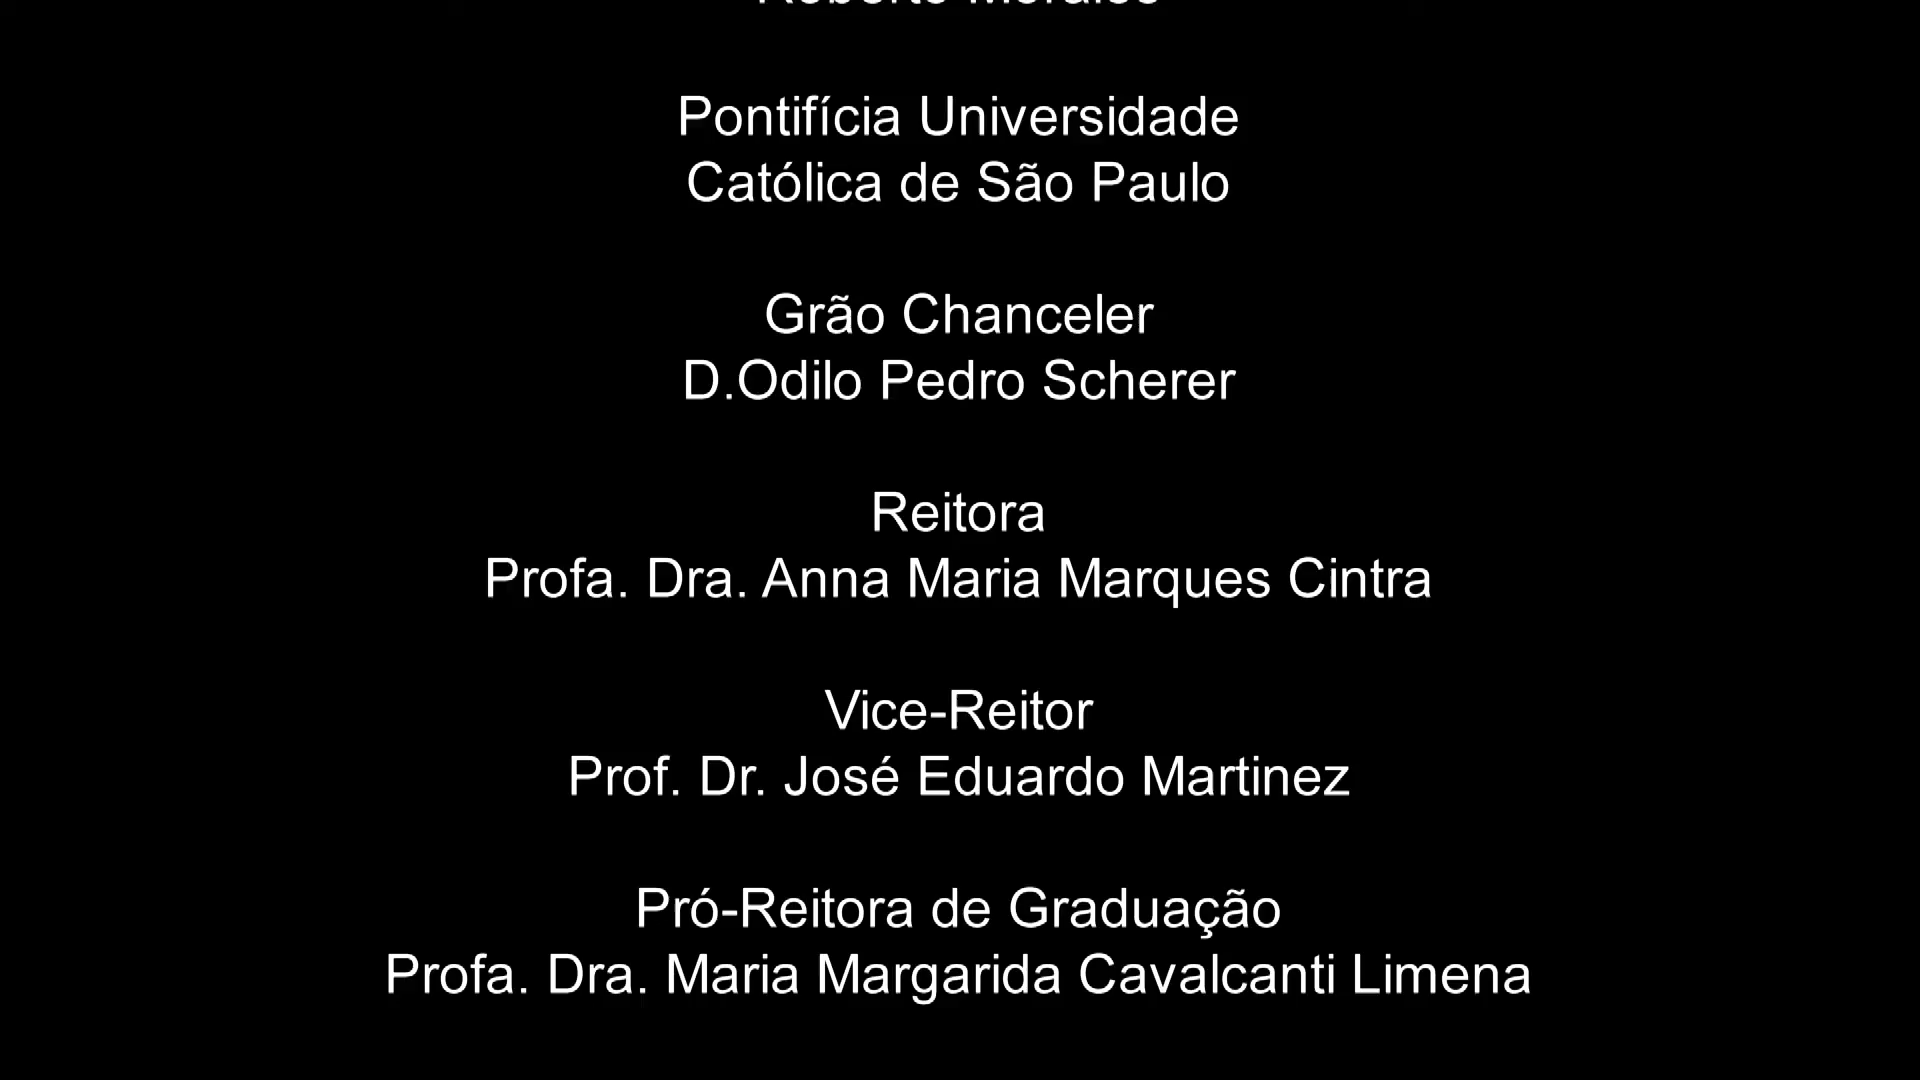 Pontifícia Universidade
Católica de São Paulo
Grão Chanceler
D.Odilo Pedro Scherer
Reitora
Profa. Dra. Anna Maria Marques Cintra
Vice-Reitor
Prof. Dr. José Eduardo Martinez
Pró-Reitora de Graduação
Profa. Dra. Maria Margarida Cavalcanti Limena